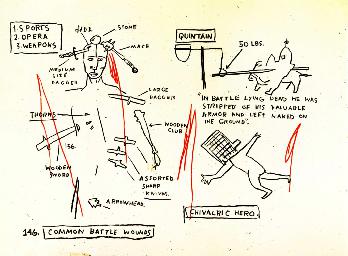 1. SPORTS
2. OPERA
3. WEAPONS
STONE
MACE
MEDIUM
SIZE
DAGGER
LARGE
DAGGER
THORNS
WOODEN
CLUB
56.
WOODEN
SWORD
ASSORTED
SHARP
KNIVES.
ARROWHEAD.
146. COMMON BATTLE WOUNDS
QUINTAIN
50 LBS.
"IN BATTLE LYING DEAD HE WAS
STRIPPED OF HIS VALUABLE
ARMOR AND LEFT NAKED ON
THE GROUND".
CHIVALRIC HERO.